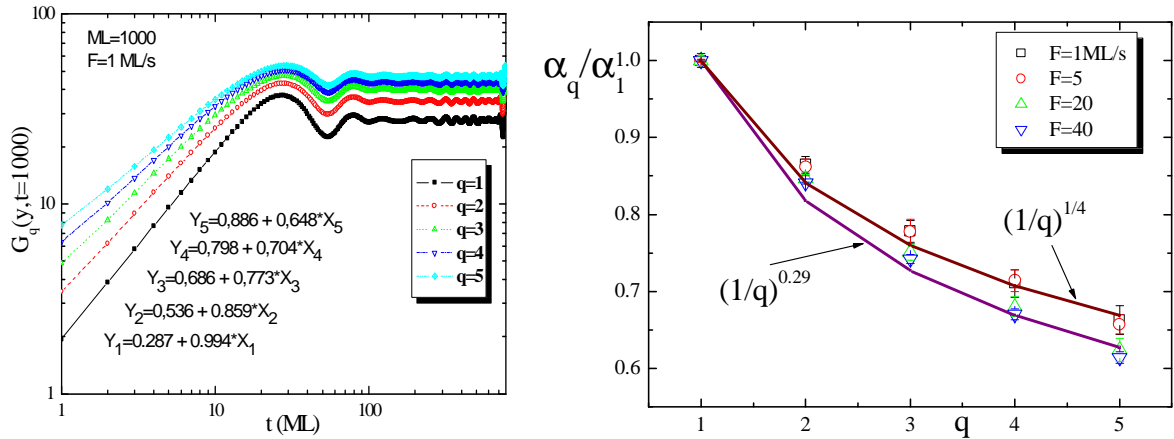 100
10
1
ML=1000
F=1 ML/s
G_q(y,t=1000)
q=1
q=2
q=3
q=4
q=5
Y_5=0,886 + 0,648*X_5
Y_4=0,798 + 0,704*X_4
Y_3=0,686 + 0,773*X_3
Y_2=0,536 + 0.859*X_2
Y_1=0.287 + 0.994*X_1
1 10 100
t (ML)
α_q/α_1
1.0
0.9
0.8
0.7
0.6
F=1ML/s
F=5
F=20
F=40
(1/q)^{1/4}
(1/q)^{0.29}
1 2 3 4 5
q